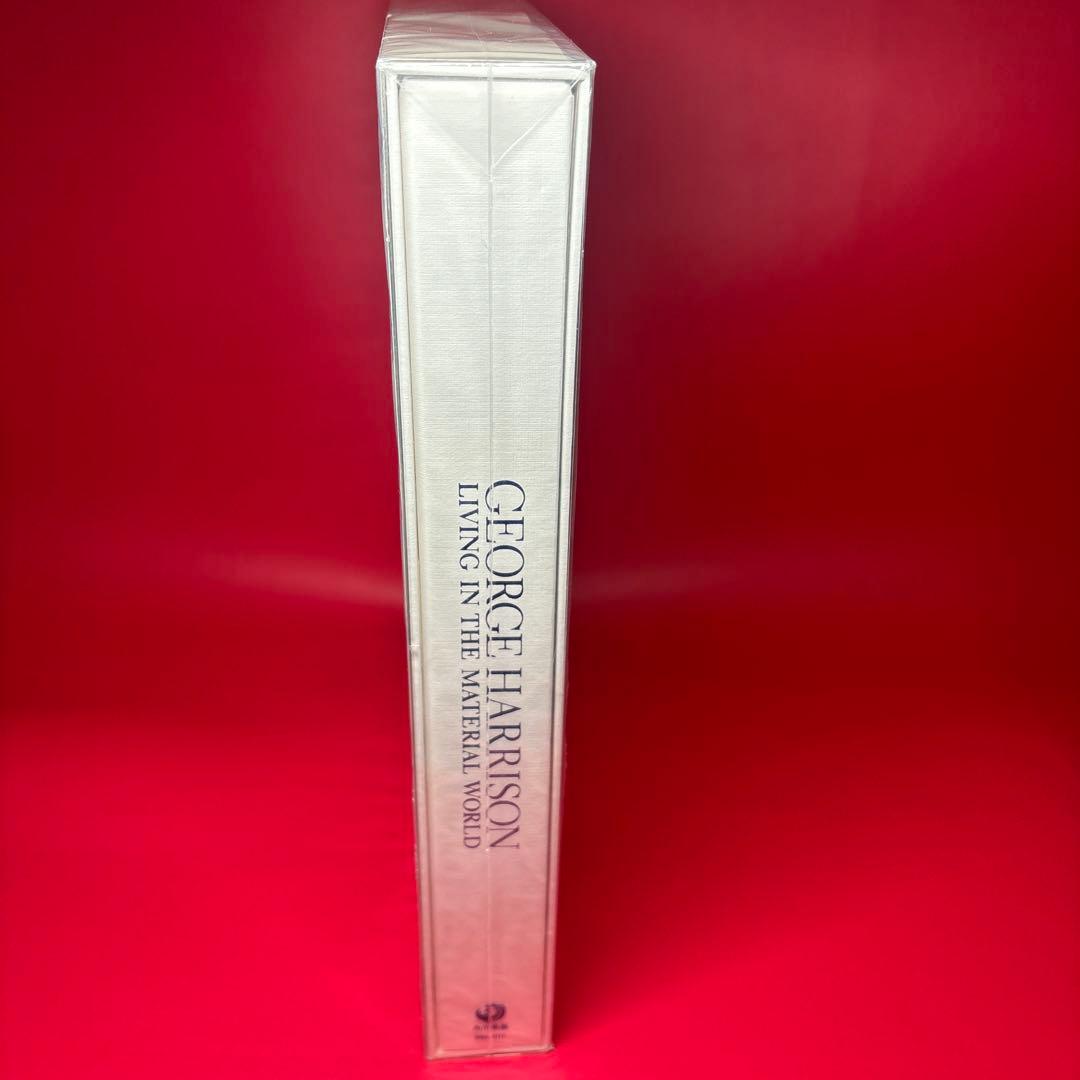 GEORGE HARRISON
LIVING IN THE MATERIAL WORLD